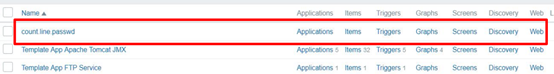 Name ▲ Applications Items Triggers Graphs Screens Discovery Web L
count.line.passwd Applications Items Triggers Graphs Screens Discovery Web
Template App Apache Tomcat JMX Applications 5 Items 32 Triggers 5 Graphs 4 Screens Discovery Web
Template App FTP Service Applications 1 Items 1 Triggers 1 Graphs Screens Discovery Web